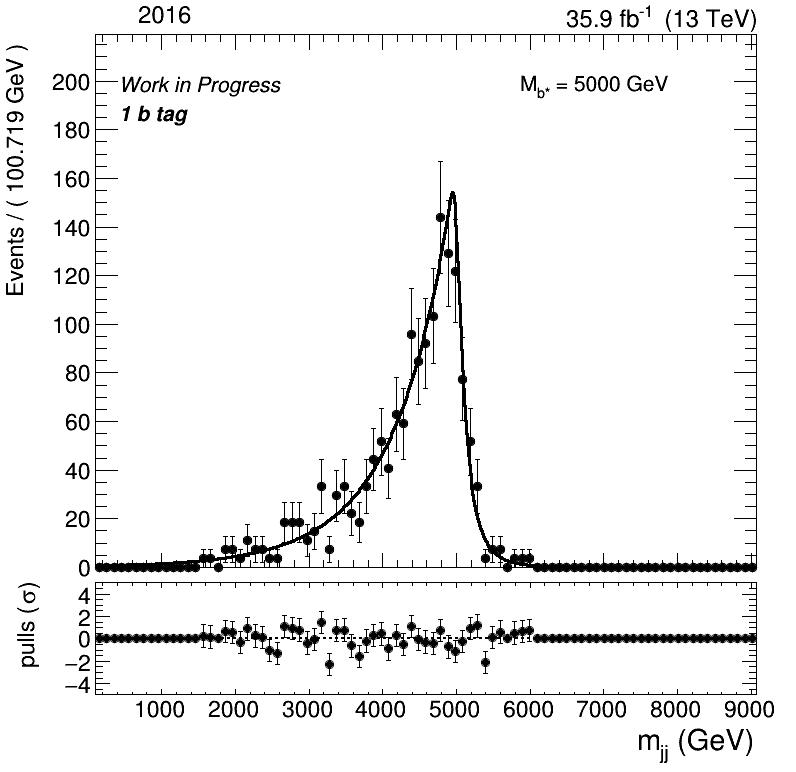 2016 35.9 fb⁻¹ (13 TeV)
Events / ( 100.719 GeV )
Work in Progress
1 b tag
M_b* = 5000 GeV
200
180
160
140
120
100
80
60
40
20
0
pulls (σ)
4
2
0
−2
−4
1000 2000 3000 4000 5000 6000 7000 8000 9000
m_jj (GeV)